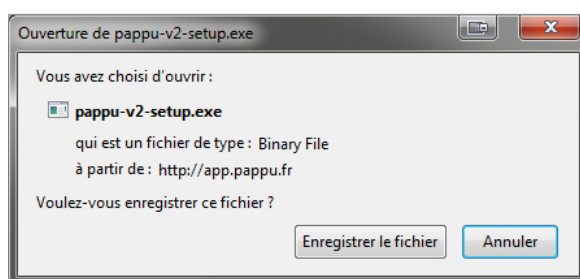 Ouverture de pappu-v2-setup.exe
Vous avez choisi d'ouvrir :
pappu-v2-setup.exe
qui est un fichier de type : Binary File
à partir de : http://app.pappu.fr
Voulez-vous enregistrer ce fichier ?
Enregistrer le fichier Annuler